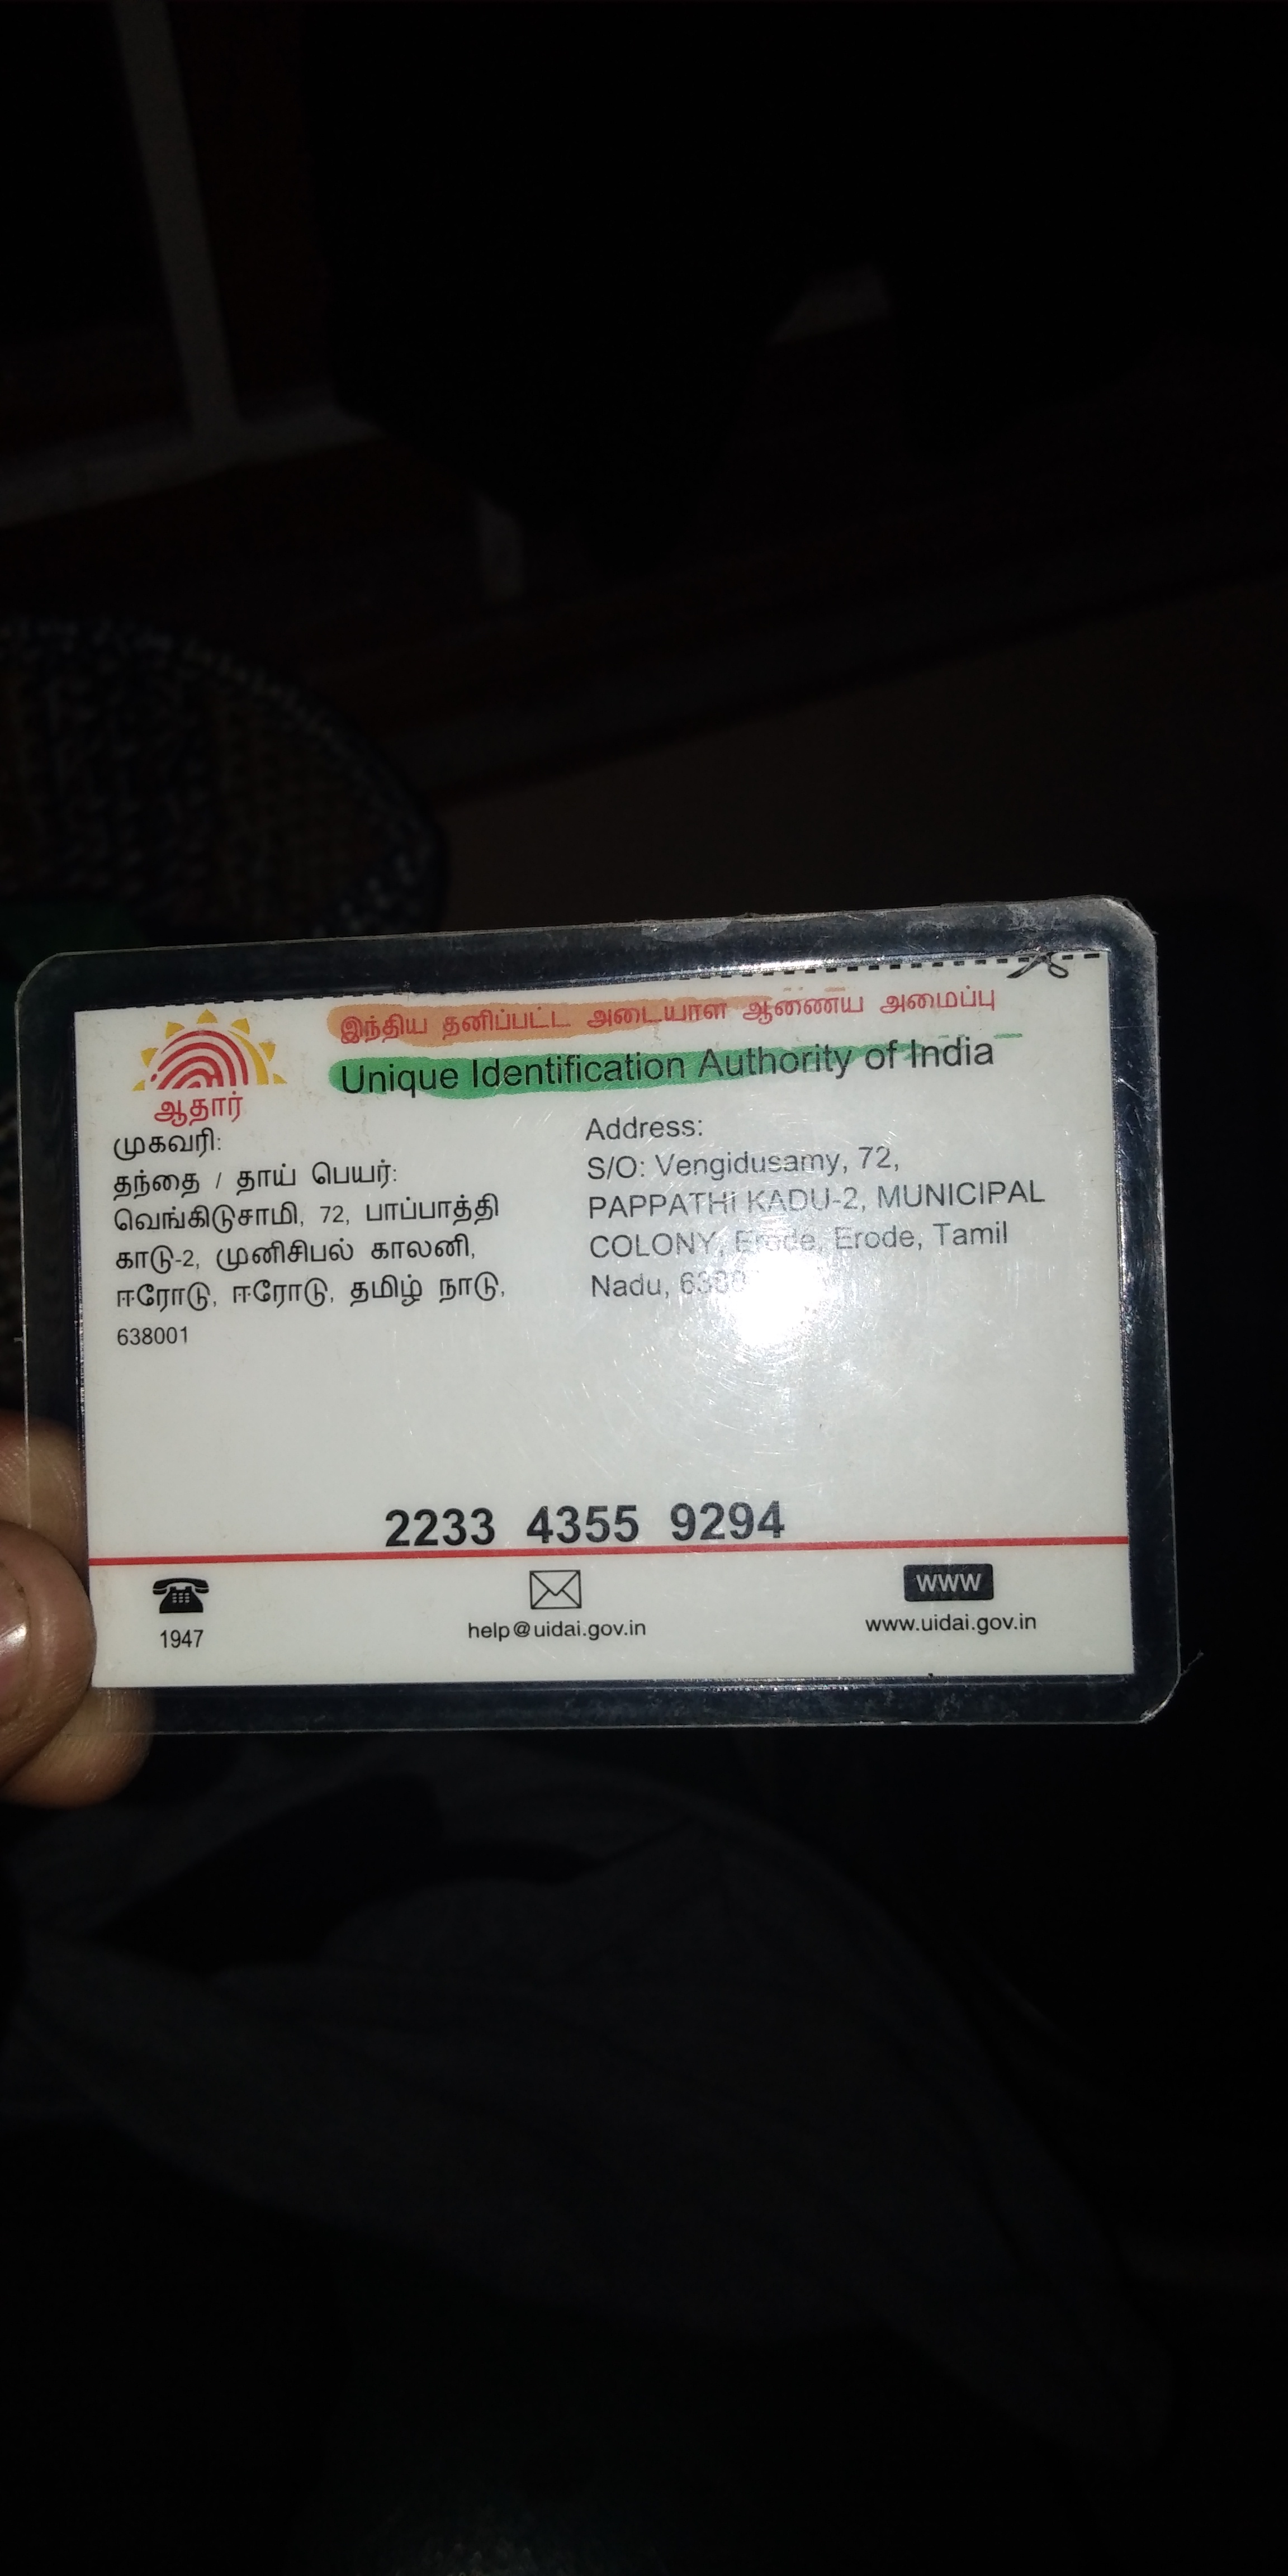 இந்திய தனிப்பட்ட அடையாள ஆணைய அமைப்பு
Unique Identification Authority of India
ஆதார்
முகவரி:
தந்தை / தாய் பெயர்:
வெங்கிடுசாமி, 72, பாப்பாத்தி
காடு-2, முனிசிபல் காலனி,
ஈரோடு, ஈரோடு, தமிழ் நாடு,
638001
Address:
S/O: Vengidusamy, 72,
PAPPATHI KADU-2, MUNICIPAL
COLONY, Erode, Erode, Tamil
Nadu,
2233 4355 9294
1947
help@uidai.gov.in
WWW
www.uidai.gov.in